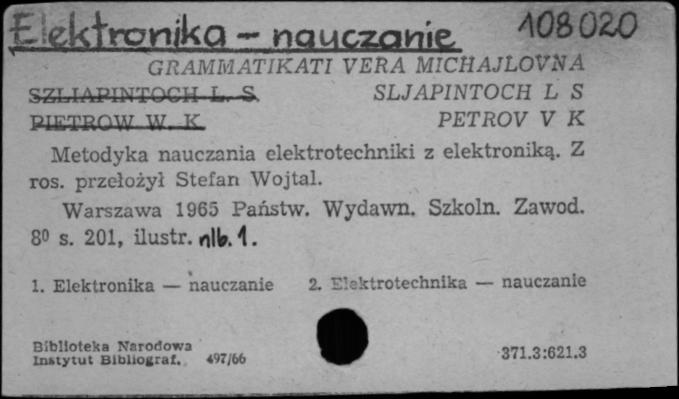 Elektronika - nauczanie 108020
GRAMMATIKATI VERA MICHAJLOVNA
SZLIAPINTOCH L. S. SLJAPINTOCH L S
PIETROW W. K. PETROV V K
Metodyka nauczania elektrotechniki z elektroniką. Z
ros. przełożył Stefan Wojtal.
Warszawa 1965 Państw. Wydawn. Szkoln. Zawod.
8⁰ s. 201, ilustr. nlb. 1.
1. Elektronika — nauczanie 2. Elektrotechnika — nauczanie
Biblioteka Narodowa
Instytut Bibliograf. 497/66 371.3:621.3